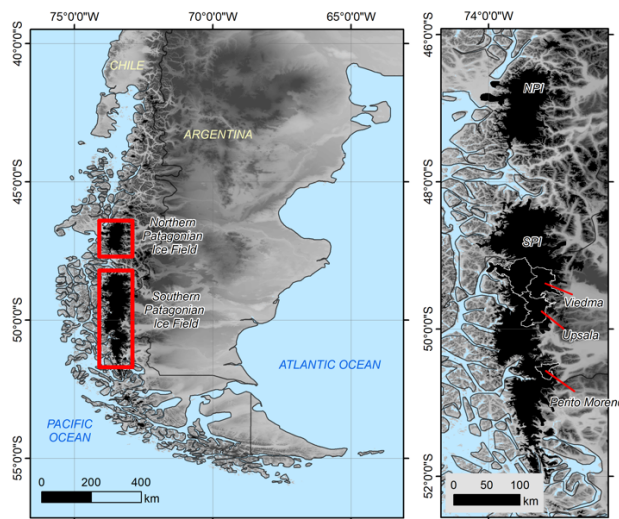 75°0'0"W
70°0'0"W
65°0'0"W
40°0'0"S
45°0'0"S
50°0'0"S
55°0'0"S
CHILE
ARGENTINA
Northern
Patagonian
Ice Field
Southern
Patagonian
Ice Field
ATLANTIC OCEAN
PACIFIC
OCEAN
0 200 400
km
74°0'0"W
46°0'0"S
48°0'0"S
50°0'0"S
52°0'0"S
NPI
SPI
Viedma
Upsala
Perito Moreno
0 50 100
km